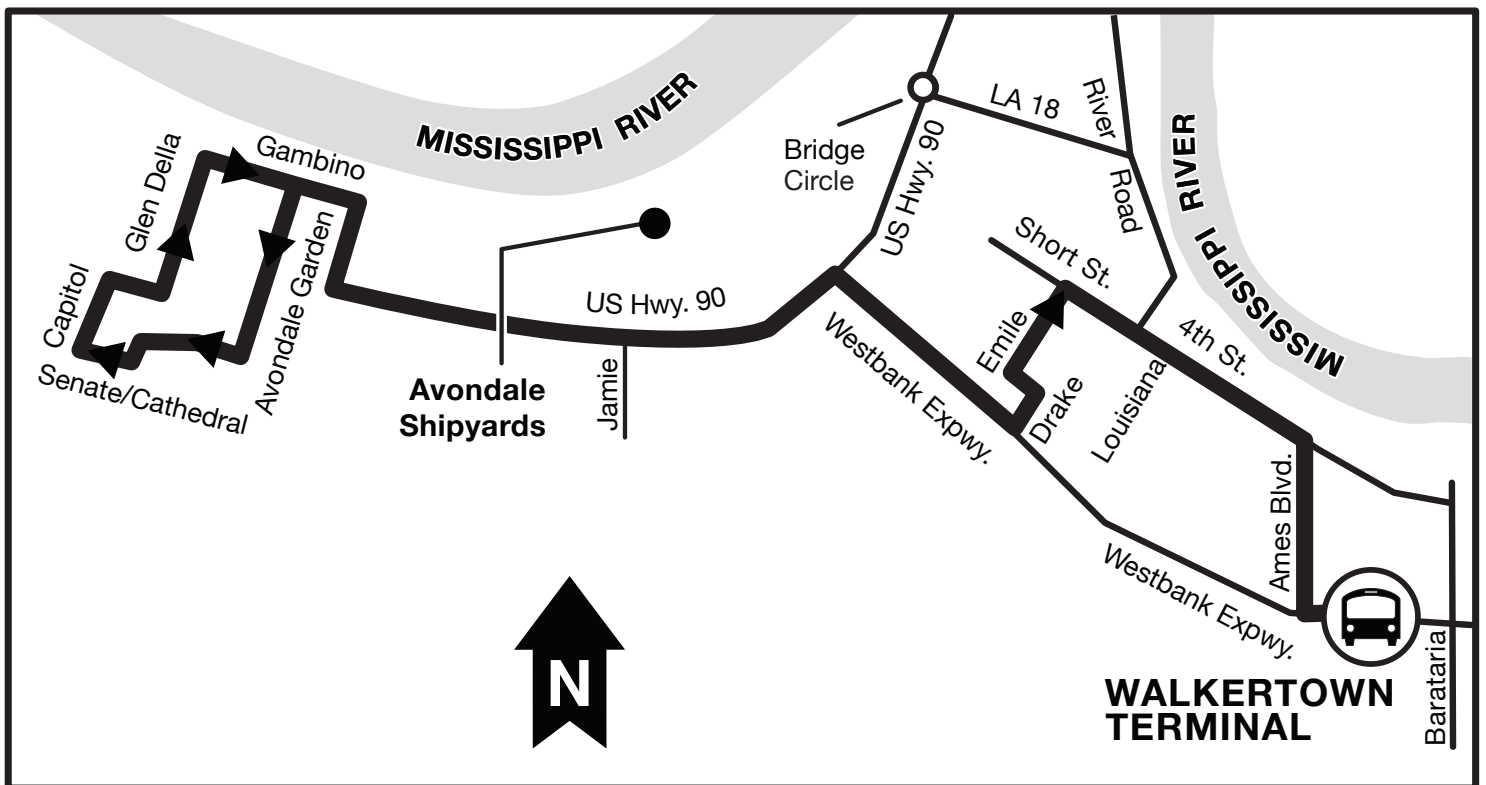 MISSISSIPPI RIVER
LA 18
River
Road
MISSISSIPPI RIVER
Bridge
Circle
US Hwy. 90
Gambino
Glen Della
Capitol
Avondale Garden
Senate/Cathedral
US Hwy. 90
Avondale
Shipyards
Jamie
Short St.
Emile
Drake
Louisiana
4th St.
Westbank Expwy.
Ames Blvd.
Westbank Expwy.
N
WALKERTOWN
TERMINAL
Barataria